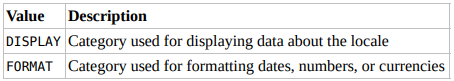 Value Description
DISPLAY Category used for displaying data about the locale
FORMAT Category used for formatting dates, numbers, or currencies